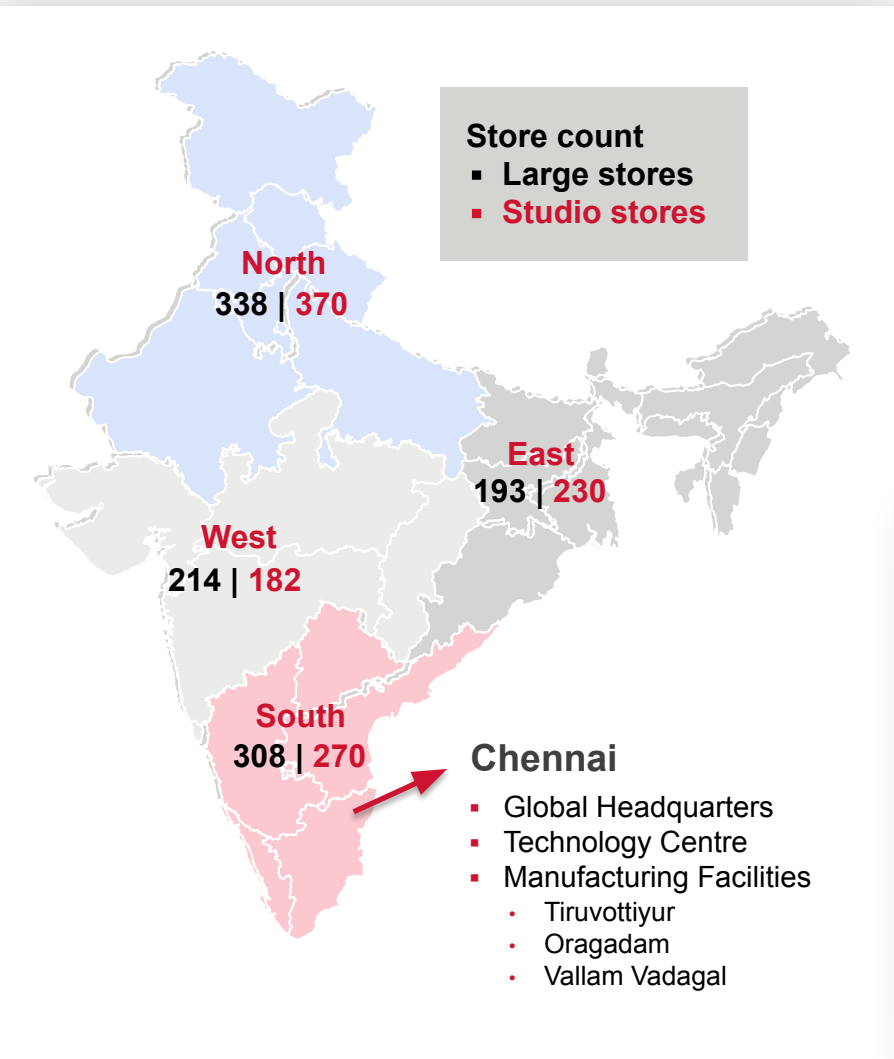 Store count
▪ Large stores
▪ Studio stores
North
338 | 370
East
193 | 230
West
214 | 182
South
308 | 270
Chennai
▪ Global Headquarters
▪ Technology Centre
▪ Manufacturing Facilities
• Tiruvottiyur
• Oragadam
• Vallam Vadagal